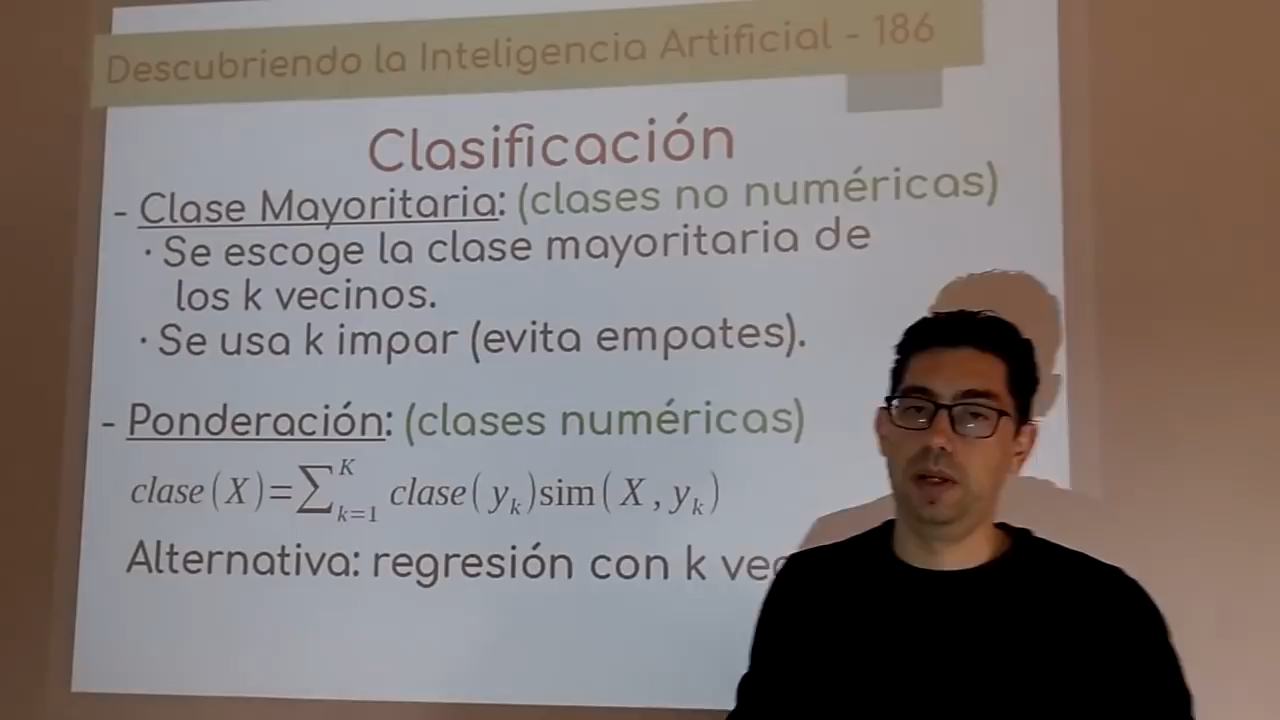 Descubriendo la Inteligencia Artificial - 186
Clasificación
- Clase Mayoritaria: (clases no numéricas)
· Se escoge la clase mayoritaria de
los k vecinos.
· Se usa k impar (evita empates).
- Ponderación: (clases numéricas)
clase(X)=∑_{k=1}^{K} clase(y_k)sim(X,y_k)
Alternativa: regresión con k